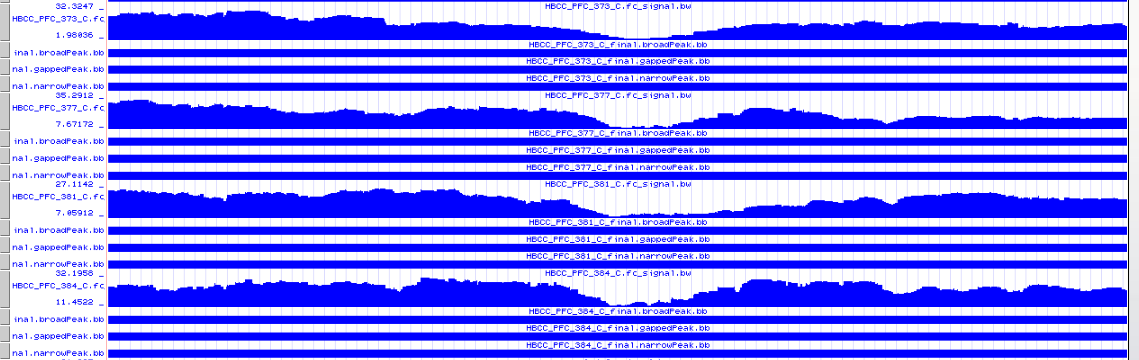 32.3247 _
HBCC_PFC_373_C.fc_signal.bw
HBCC_PFC_373_C.fc
1.98036 _
HBCC_PFC_373_C_final.broadPeak.bb
inal.broadPeak.bb
HBCC_PFC_373_C_final.gappedPeak.bb
nal.gappedPeak.bb
HBCC_PFC_373_C_final.narrowPeak.bb
nal.narrowPeak.bb
35.2912 _
HBCC_PFC_377_C.fc_signal.bw
HBCC_PFC_377_C.fc
7.67172 _
HBCC_PFC_377_C_final.broadPeak.bb
inal.broadPeak.bb
HBCC_PFC_377_C_final.gappedPeak.bb
nal.gappedPeak.bb
HBCC_PFC_377_C_final.narrowPeak.bb
nal.narrowPeak.bb
27.1142 _
HBCC_PFC_381_C.fc_signal.bw
HBCC_PFC_381_C.fc
7.05912 _
HBCC_PFC_381_C_final.broadPeak.bb
inal.broadPeak.bb
HBCC_PFC_381_C_final.gappedPeak.bb
nal.gappedPeak.bb
HBCC_PFC_381_C_final.narrowPeak.bb
nal.narrowPeak.bb
32.1958 _
HBCC_PFC_384_C.fc_signal.bw
HBCC_PFC_384_C.fc
11.4522 _
HBCC_PFC_384_C_final.broadPeak.bb
inal.broadPeak.bb
HBCC_PFC_384_C_final.gappedPeak.bb
nal.gappedPeak.bb
HBCC_PFC_384_C_final.narrowPeak.bb
nal.narrowPeak.bb